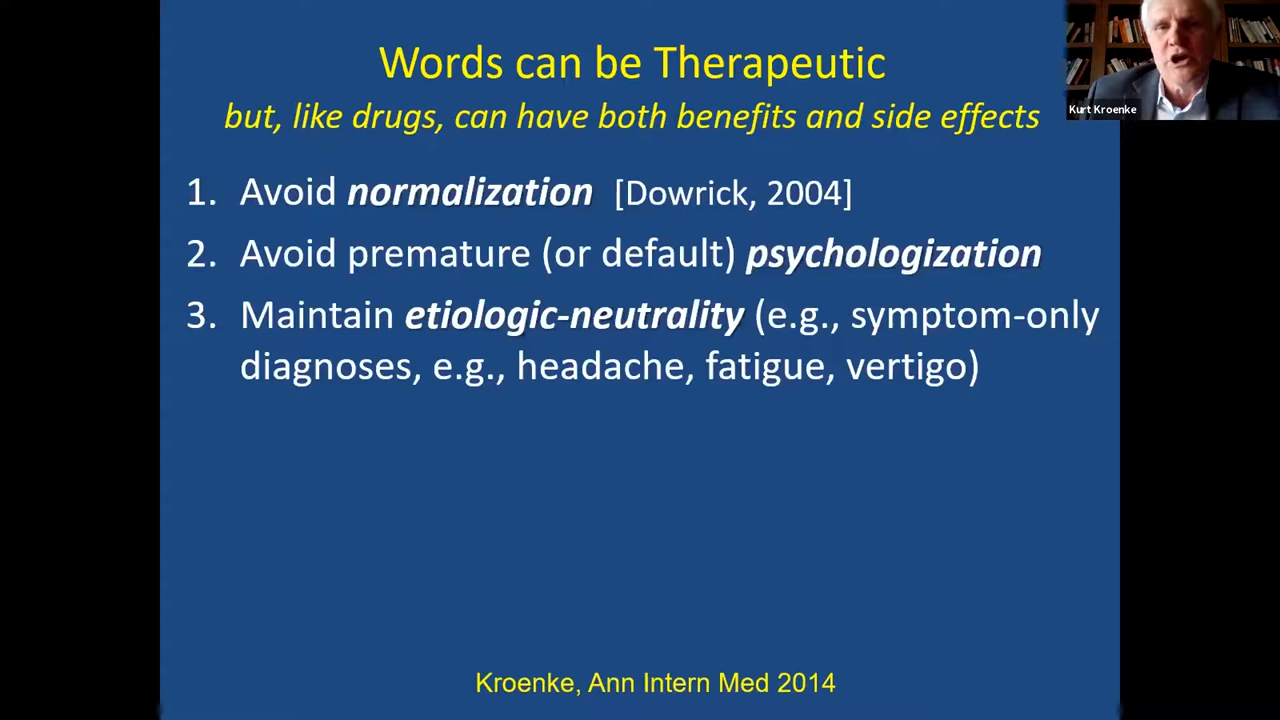 Words can be Therapeutic
but, like drugs, can have both benefits and side effects
Kurt Kroenke
1. Avoid normalization [Dowrick, 2004]
2. Avoid premature (or default) psychologization
3. Maintain etiologic-neutrality (e.g., symptom-only
diagnoses, e.g., headache, fatigue, vertigo)
Kroenke, Ann Intern Med 2014